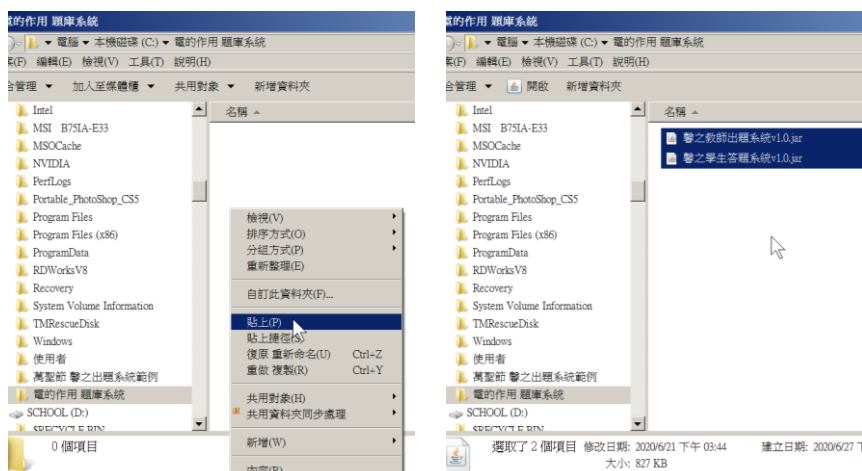 電的作用 題庫系統
▾ 電腦 ▾ 本機磁碟 (C:) ▾ 電的作用 題庫系統
(F) 編輯(E) 檢視(V) 工具(T) 說明(H)
管理 ▾ 加入至媒體櫃 ▾ 共用對象 ▾ 新增資料夾
名稱
Intel
MSI B75IA-E33
MSOCache
NVIDIA
PerfLogs
Portable_PhotoShop_CS5
Program Files
Program Files (x86)
ProgramData
RDWorksV8
Recovery
System Volume Information
TMRescueDisk
Windows
使用者
萬聖節 馨之出題系統範例
電的作用 題庫系統
SCHOOL (D:)
$RECYCLE.BIN
0 個項目
檢視(V)
排序方式(O)
分組方式(P)
重新整理(E)
自訂此資料夾(F)...
貼上(P)
貼上捷徑(S)
復原 重新命名(U) Ctrl+Z
重做 複製(R) Ctrl+Y
共用對象(H)
共用資料夾同步處理
新增(W)
內容(R)
電的作用 題庫系統
▾ 電腦 ▾ 本機磁碟 (C:) ▾ 電的作用 題庫系統
(F) 編輯(E) 檢視(V) 工具(T) 說明(H)
管理 ▾ 開啟 新增資料夾
名稱
Intel
MSI B75IA-E33
MSOCache
NVIDIA
PerfLogs
Portable_PhotoShop_CS5
Program Files
Program Files (x86)
ProgramData
RDWorksV8
Recovery
System Volume Information
TMRescueDisk
Windows
使用者
萬聖節 馨之出題系統範例
電的作用 題庫系統
SCHOOL (D:)
$RECYCLE.BIN
馨之教師出題系統v1.0.jar
馨之學生答題系統v1.0.jar
選取了 2 個項目 修改日期: 2020/6/21 下午 03:44 建立日期: 2020/6/27
大小: 827 KB